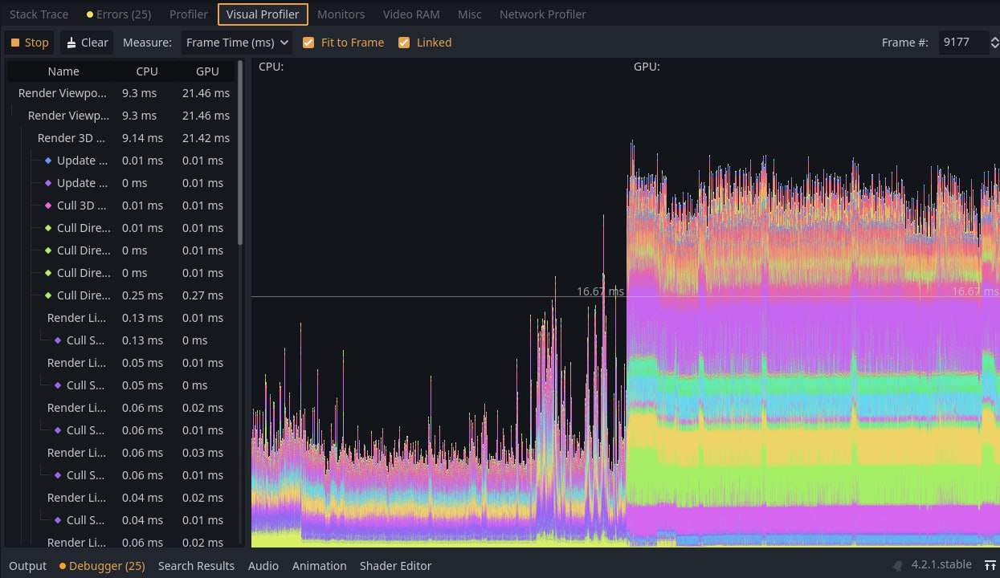 Stack Trace Errors (25) Profiler Visual Profiler Monitors Video RAM Misc Network Profiler
Stop Clear Measure: Frame Time (ms) Fit to Frame Linked Frame #: 9177
Name CPU GPU CPU: GPU:
Render Viewpo... 9.3 ms 21.46 ms
Render Viewp... 9.3 ms 21.46 ms
Render 3D ... 9.14 ms 21.42 ms
Update ... 0.01 ms 0.01 ms
Update ... 0 ms 0.01 ms
Cull 3D ... 0.01 ms 0.01 ms
Cull Dire... 0.01 ms 0.01 ms
Cull Dire... 0 ms 0.01 ms
Cull Dire... 0 ms 0.01 ms
Cull Dire... 0.25 ms 0.27 ms
16.67 ms 16.67 ms
Render Li... 0.13 ms 0.01 ms
Cull S... 0.13 ms 0 ms
Render Li... 0.05 ms 0.01 ms
Cull S... 0.05 ms 0 ms
Render Li... 0.06 ms 0.02 ms
Cull S... 0.06 ms 0.01 ms
Render Li... 0.06 ms 0.03 ms
Cull S... 0.06 ms 0.01 ms
Render Li... 0.04 ms 0.02 ms
Cull S... 0.04 ms 0.01 ms
Render Li... 0.06 ms 0.02 ms
Output Debugger (25) Search Results Audio Animation Shader Editor 4.2.1.stable